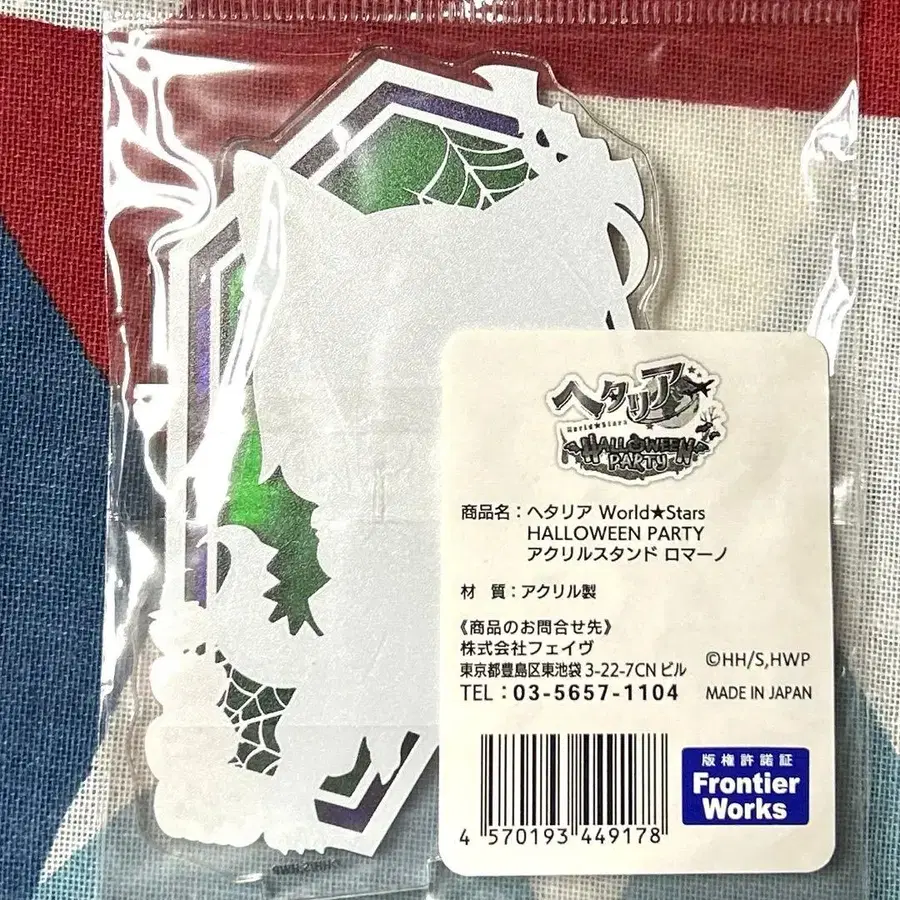 ヘタリア
World★Stars
HALLOWEEN
PARTY
商品名：ヘタリア World★Stars
HALLOWEEN PARTY
アクリルスタンド ロマーノ
材　質：アクリル製
《商品のお問合せ先》
株式会社フェイヴ
東京都豊島区東池袋 3-22-7CN ビル
TEL：03-5657-1104
©HH/S,HWP
MADE IN JAPAN
4 570193 449178
版権許諾証
Frontier
Works